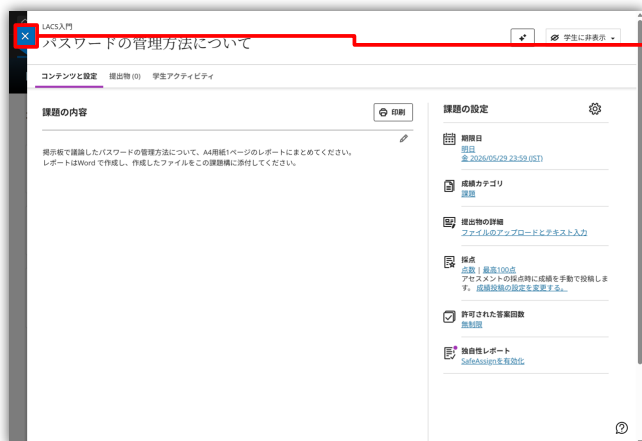 LACS入門
パスワードの管理方法について
学生に非表示
コンテンツと設定 提出物 (0) 学生アクティビティ
課題の内容
印刷
掲示板で議論したパスワードの管理方法について、A4用紙1ページのレポートにまとめてください。
レポートはWord で作成し、作成したファイルをこの課題構に添付してください。
課題の設定
期限日
明日
金 2026/05/29 23:59 (IST)
成績カテゴリ
課題
提出物の詳細
ファイルのアップロードとテキスト入力
採点
点数 | 最高100点
アセスメントの採点時に成績を手動で投稿しま
す。 成績投稿の設定を変更する。
許可された答案回数
無制限
独自性レポート
SafeAssignを有効化